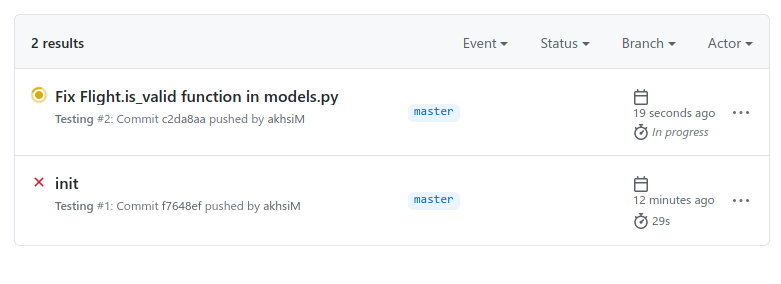 2 results
Event
Status
Branch
Actor
Fix Flight.is_valid function in models.py
Testing #2: Commit c2da8aa pushed by akhsiM
master
19 seconds ago
In progress
init
Testing #1: Commit f7648ef pushed by akhsiM
master
12 minutes ago
29s